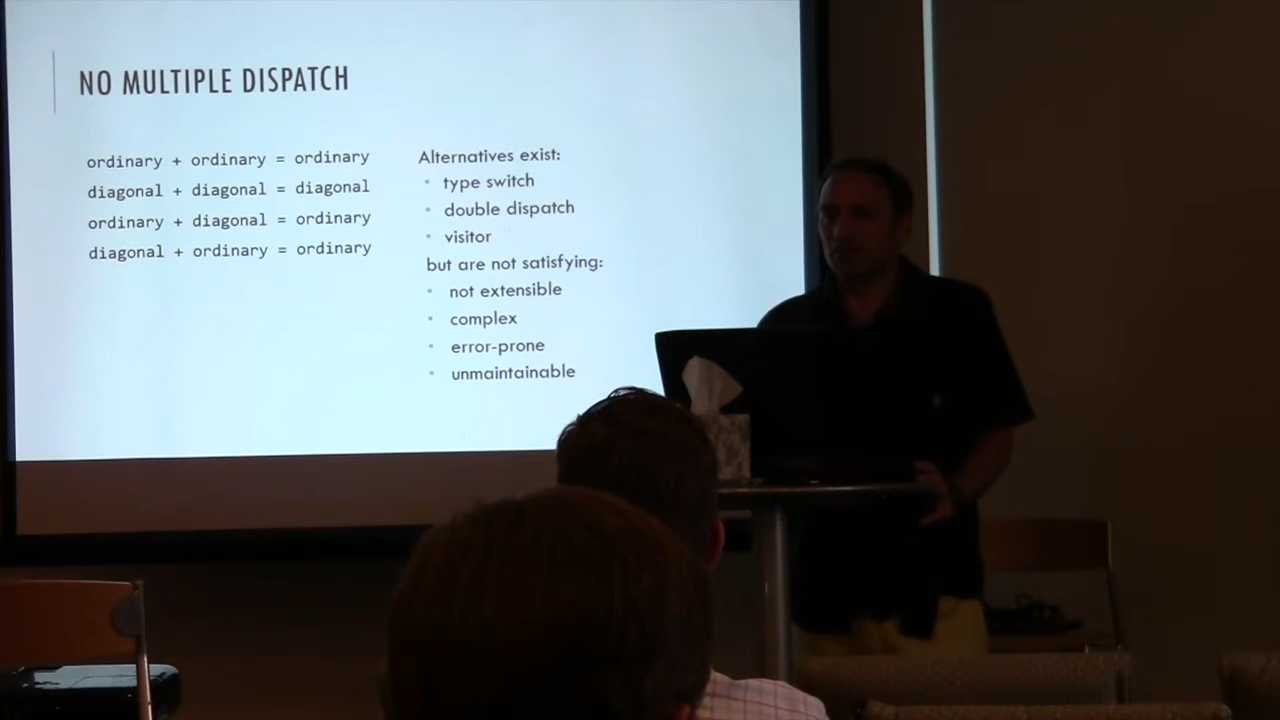 NO MULTIPLE DISPATCH
ordinary + ordinary = ordinary
diagonal + diagonal = diagonal
ordinary + diagonal = ordinary
diagonal + ordinary = ordinary
Alternatives exist:
type switch
double dispatch
visitor
but are not satisfying:
not extensible
complex
error-prone
unmaintainable